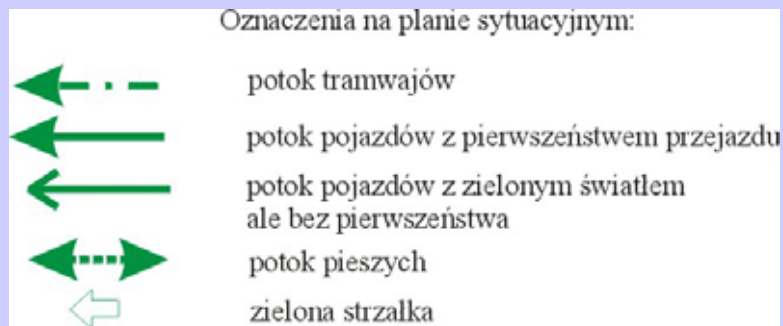 Oznaczenia na planie sytuacyjnym:
potok tramwajów
potok pojazdów z pierwszeństwem przejazdu
potok pojazdów z zielonym światłem
ale bez pierwszeństwa
potok pieszych
zielona strzałka